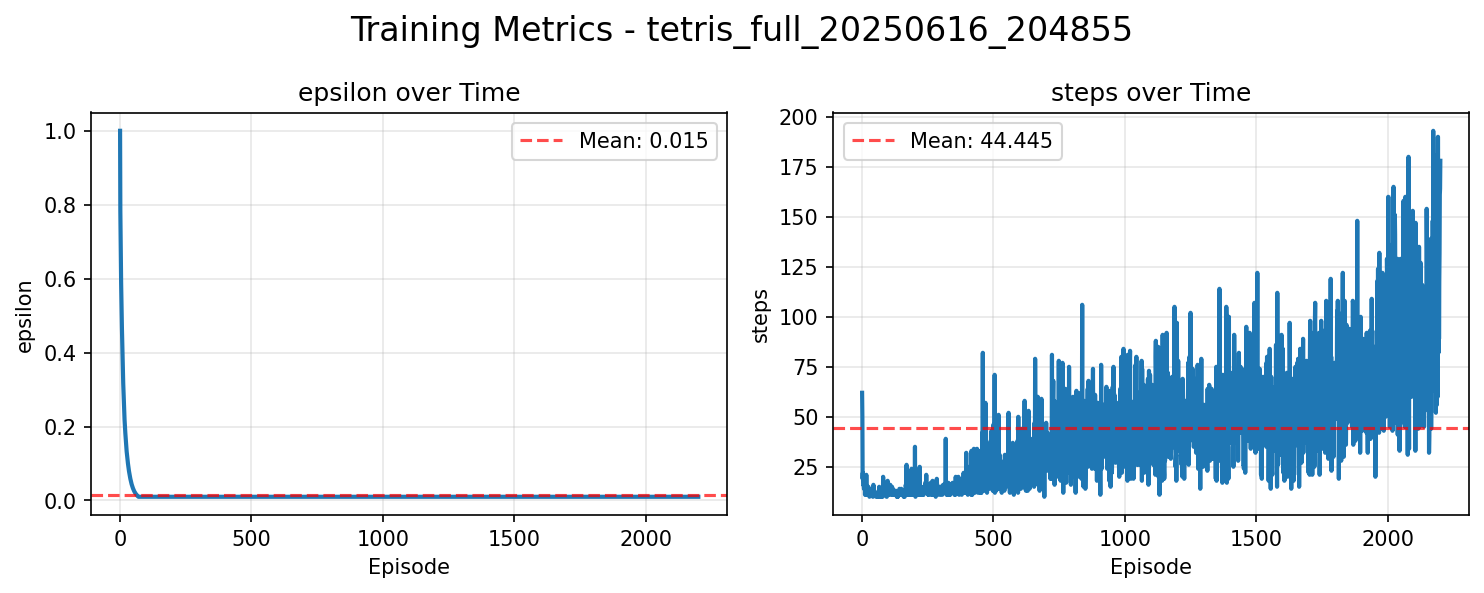 Training Metrics - tetris_full_20250616_204855
epsilon over Time
Mean: 0.015
1.0
0.8
0.6
0.4
0.2
0.0
epsilon
0
500
1000
1500
2000
Episode
steps over Time
Mean: 44.445
200
175
150
125
100
75
50
25
steps
0
500
1000
1500
2000
Episode